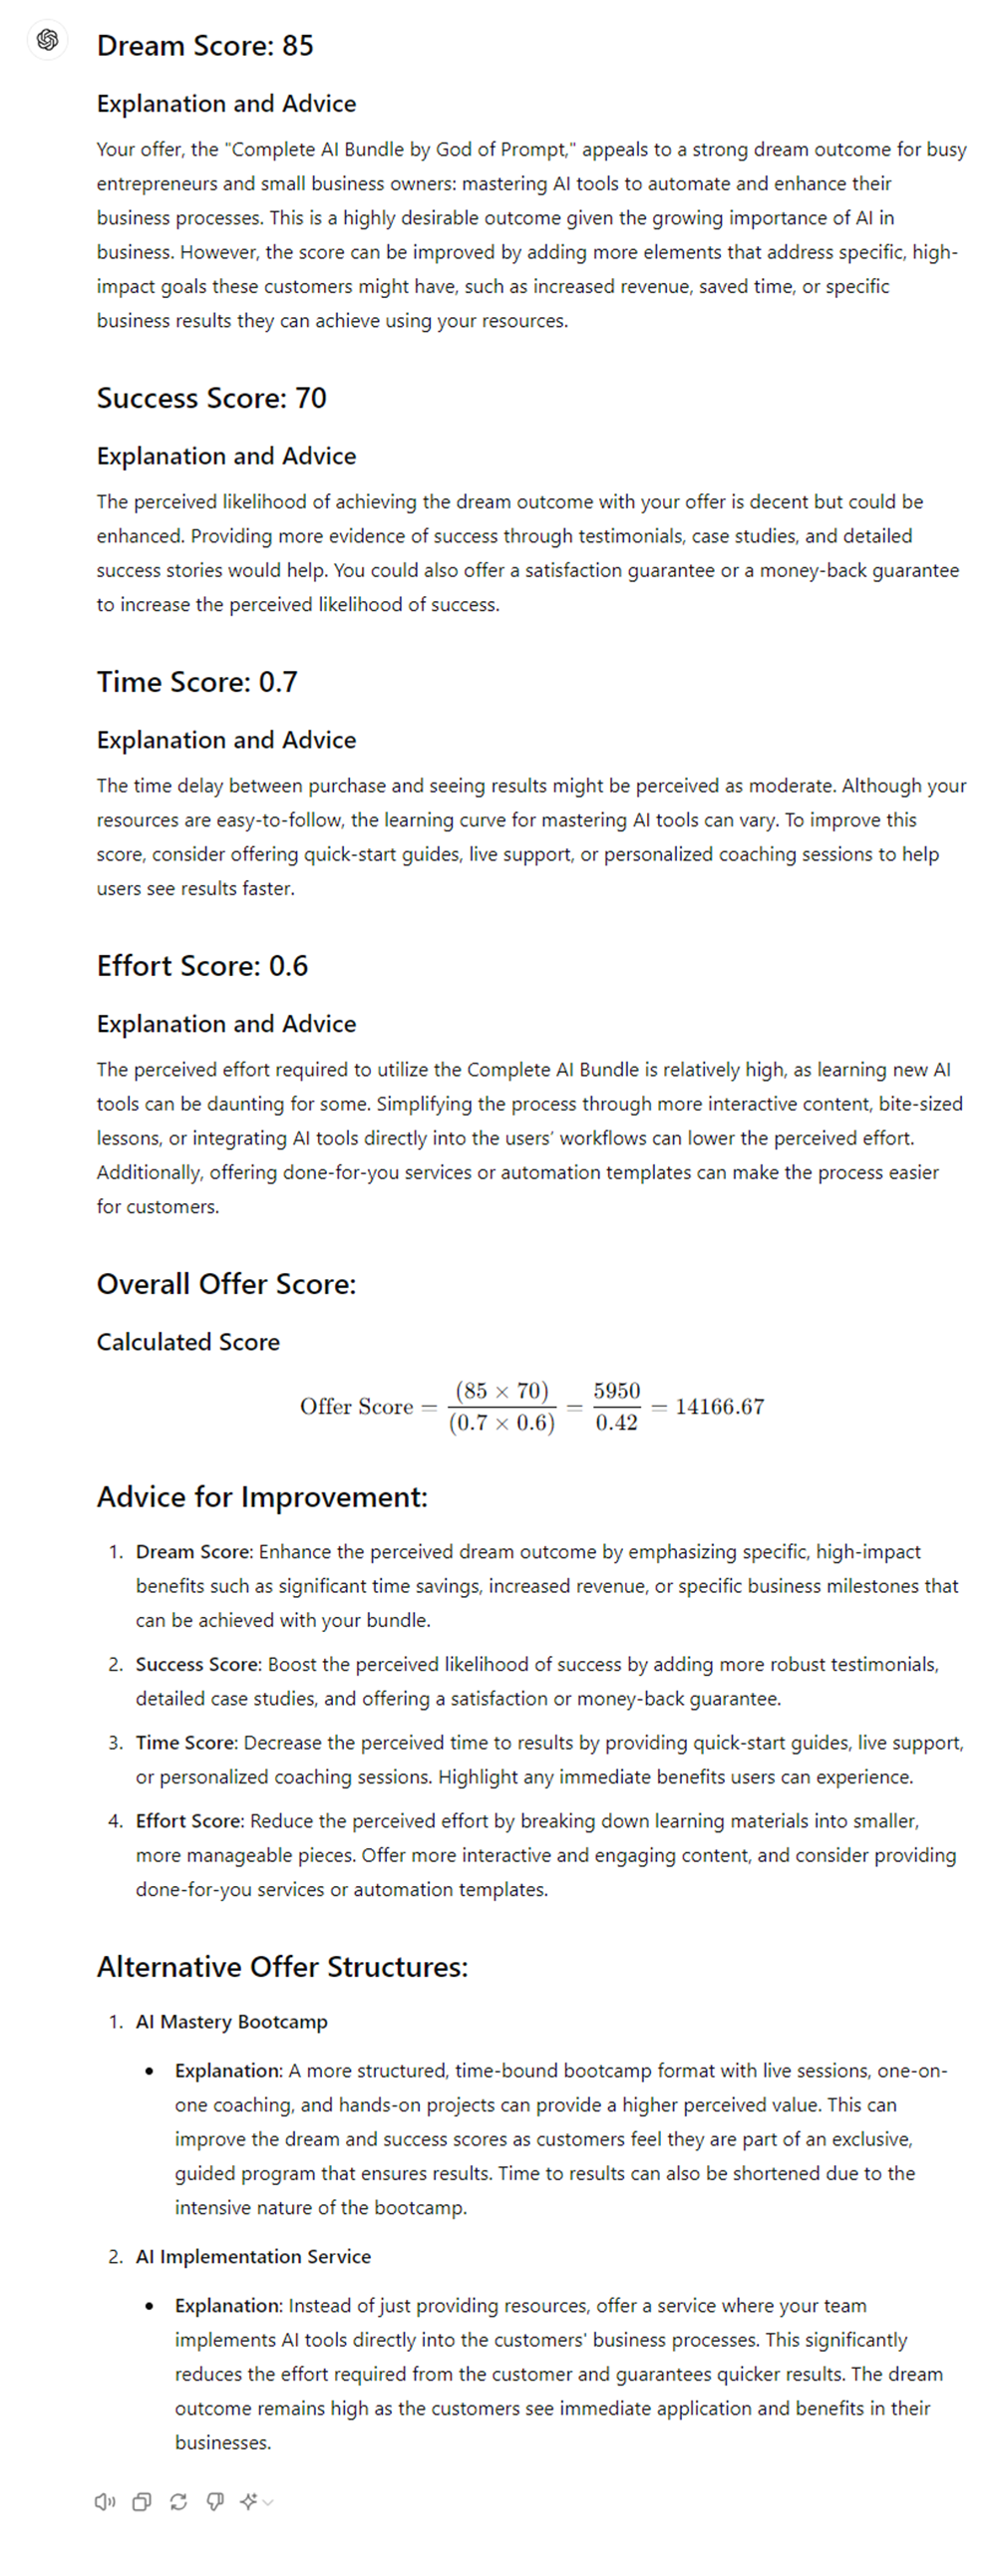 Dream Score: 85
Explanation and Advice
Your offer, the "Complete AI Bundle by God of Prompt," appeals to a strong dream outcome for busy
entrepreneurs and small business owners: mastering AI tools to automate and enhance their
business processes. This is a highly desirable outcome given the growing importance of AI in
business. However, the score can be improved by adding more elements that address specific, high-
impact goals these customers might have, such as increased revenue, saved time, or specific
business results they can achieve using your resources.
Success Score: 70
Explanation and Advice
The perceived likelihood of achieving the dream outcome with your offer is decent but could be
enhanced. Providing more evidence of success through testimonials, case studies, and detailed
success stories would help. You could also offer a satisfaction guarantee or a money-back guarantee
to increase the perceived likelihood of success.
Time Score: 0.7
Explanation and Advice
The time delay between purchase and seeing results might be perceived as moderate. Although your
resources are easy-to-follow, the learning curve for mastering AI tools can vary. To improve this
score, consider offering quick-start guides, live support, or personalized coaching sessions to help
users see results faster.
Effort Score: 0.6
Explanation and Advice
The perceived effort required to utilize the Complete AI Bundle is relatively high, as learning new AI
tools can be daunting for some. Simplifying the process through more interactive content, bite-sized
lessons, or integrating AI tools directly into the users’ workflows can lower the perceived effort.
Additionally, offering done-for-you services or automation templates can make the process easier
for customers.
Overall Offer Score:
Calculated Score
Offer Score = (85 × 70) / (0.7 × 0.6) = 5950 / 0.42 = 14166.67
Advice for Improvement:
1. Dream Score: Enhance the perceived dream outcome by emphasizing specific, high-impact
benefits such as significant time savings, increased revenue, or specific business milestones that
can be achieved with your bundle.
2. Success Score: Boost the perceived likelihood of success by adding more robust testimonials,
detailed case studies, and offering a satisfaction or money-back guarantee.
3. Time Score: Decrease the perceived time to results by providing quick-start guides, live support,
or personalized coaching sessions. Highlight any immediate benefits users can experience.
4. Effort Score: Reduce the perceived effort by breaking down learning materials into smaller,
more manageable pieces. Offer more interactive and engaging content, and consider providing
done-for-you services or automation templates.
Alternative Offer Structures:
1. AI Mastery Bootcamp
• Explanation: A more structured, time-bound bootcamp format with live sessions, one-on-
one coaching, and hands-on projects can provide a higher perceived value. This can
improve the dream and success scores as customers feel they are part of an exclusive,
guided program that ensures results. Time to results can also be shortened due to the
intensive nature of the bootcamp.
2. AI Implementation Service
• Explanation: Instead of just providing resources, offer a service where your team
implements AI tools directly into the customers' business processes. This significantly
reduces the effort required from the customer and guarantees quicker results. The dream
outcome remains high as the customers see immediate application and benefits in their
businesses.